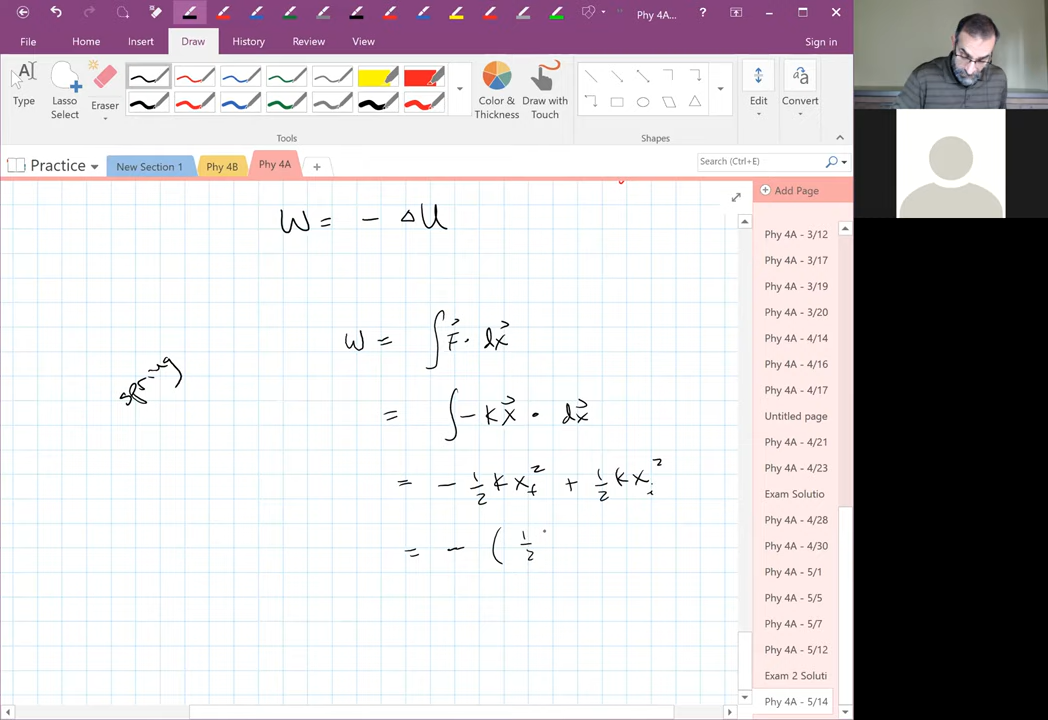 Phy 4A...
?
File
Home
Insert
Draw
History
Review
View
Sign in
Type
Lasso Select
Eraser
Color & Thickness
Draw with Touch
Edit
Convert
Tools
Shapes
Practice
New Section 1
Phy 4B
Phy 4A
+
Search (Ctrl+E)
Add Page
Phy 4A - 3/12
Phy 4A - 3/17
Phy 4A - 3/19
Phy 4A - 3/20
Phy 4A - 4/14
Phy 4A - 4/16
Phy 4A - 4/17
Untitled page
Phy 4A - 4/21
Phy 4A - 4/23
Exam Solutio
Phy 4A - 4/28
Phy 4A - 4/30
Phy 4A - 5/1
Phy 4A - 5/5
Phy 4A - 5/7
Phy 4A - 5/12
Exam 2 Soluti
Phy 4A - 5/14
W = - ΔU
spring
W = ∫ F⃗ · dx⃗
= ∫ - kx⃗ · dx⃗
= - ½ k x_f² + ½ k x_i²
= - ( ½